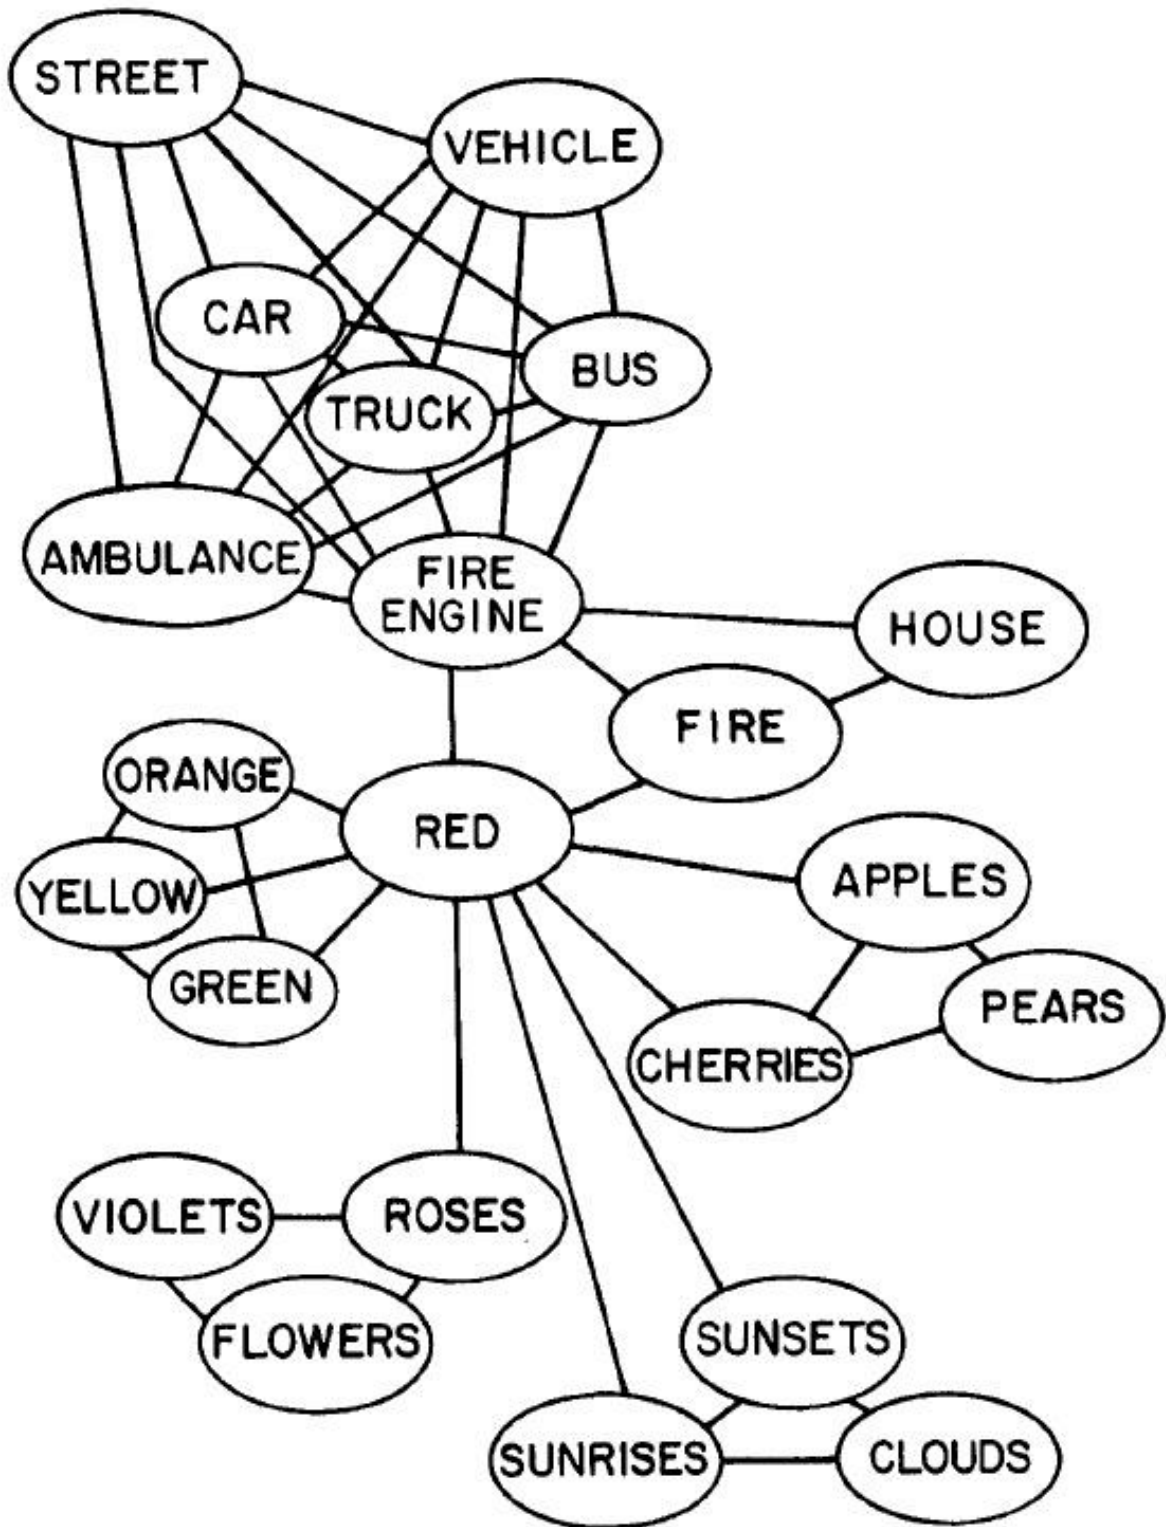 STREET
VEHICLE
CAR
BUS
TRUCK
AMBULANCE
FIRE
ENGINE
HOUSE
FIRE
ORANGE
RED
APPLES
YELLOW
GREEN
PEARS
CHERRIES
VIOLETS
ROSES
FLOWERS
SUNSETS
SUNRISES
CLOUDS